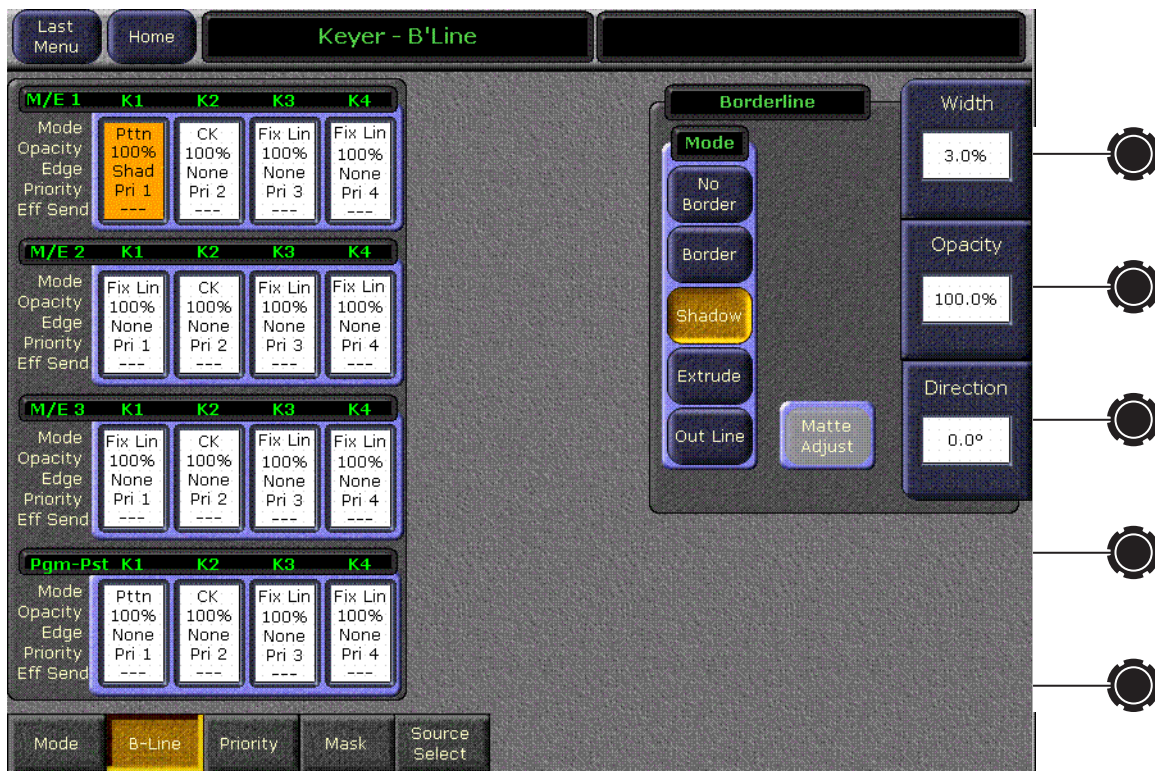 Last Menu
Home
Keyer - B'Line
M/E 1 K1 K2 K3 K4
Mode Pttn CK Fix Lin Fix Lin
Opacity 100% 100% 100% 100%
Edge Shad None None None
Priority Pri 1 Pri 2 Pri 3 Pri 4
Eff Send --- --- --- ---
M/E 2 K1 K2 K3 K4
Mode Fix Lin CK Fix Lin Fix Lin
Opacity 100% 100% 100% 100%
Edge None None None None
Priority Pri 1 Pri 2 Pri 3 Pri 4
Eff Send --- --- --- ---
M/E 3 K1 K2 K3 K4
Mode Fix Lin CK Fix Lin Fix Lin
Opacity 100% 100% 100% 100%
Edge None None None None
Priority Pri 1 Pri 2 Pri 3 Pri 4
Eff Send --- --- --- ---
Pgm-Pst K1 K2 K3 K4
Mode Pttn CK Fix Lin Fix Lin
Opacity 100% 100% 100% 100%
Edge None None None None
Priority Pri 1 Pri 2 Pri 3 Pri 4
Eff Send --- --- --- ---
Borderline
Mode
No
Border
Border
Shadow
Extrude
Out Line
Matte
Adjust
Width
3.0%
Opacity
100.0%
Direction
0.0º
Mode
B-Line
Priority
Mask
Source
Select